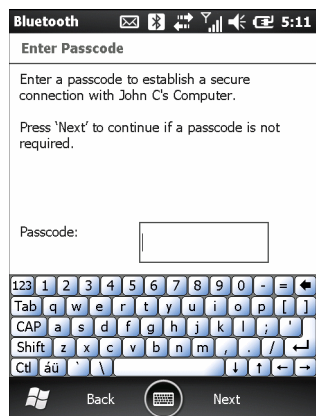 Bluetooth 5:11
Enter Passcode
Enter a passcode to establish a secure
connection with John C's Computer.
Press 'Next' to continue if a passcode is not
required.
Passcode:
123 1 2 3 4 5 6 7 8 9 0 - =
Tab q w e r t y u i o p [ ]
CAP a s d f g h j k l ; '
Shift z x c v b n m , . /
Ctl áü ` \
Back Next